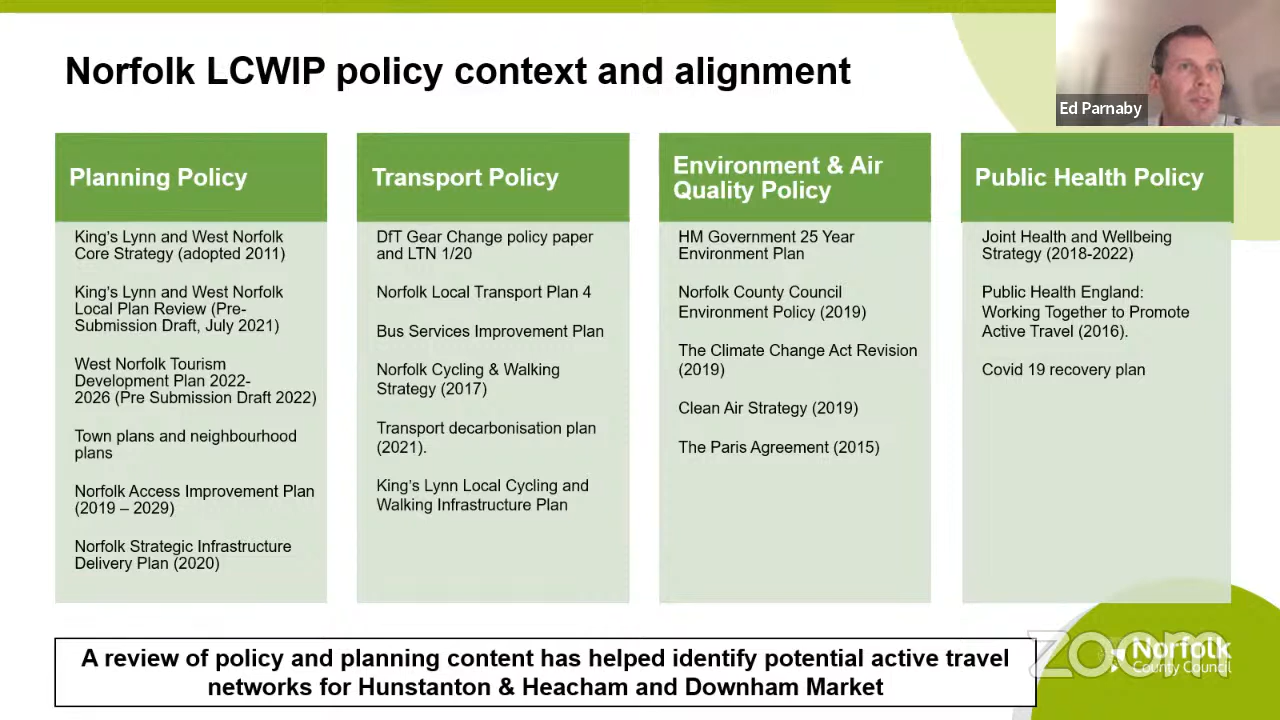 Norfolk LCWIP policy context and alignment
Ed Parnaby
Planning Policy
King's Lynn and West Norfolk
Core Strategy (adopted 2011)
King's Lynn and West Norfolk
Local Plan Review (Pre-
Submission Draft, July 2021)
West Norfolk Tourism
Development Plan 2022-
2026 (Pre Submission Draft 2022)
Town plans and neighbourhood
plans
Norfolk Access Improvement Plan
(2019 – 2029)
Norfolk Strategic Infrastructure
Delivery Plan (2020)
Transport Policy
DfT Gear Change policy paper
and LTN 1/20
Norfolk Local Transport Plan 4
Bus Services Improvement Plan
Norfolk Cycling & Walking
Strategy (2017)
Transport decarbonisation plan
(2021).
King's Lynn Local Cycling and
Walking Infrastructure Plan
Environment & Air
Quality Policy
HM Government 25 Year
Environment Plan
Norfolk County Council
Environment Policy (2019)
The Climate Change Act Revision
(2019)
Clean Air Strategy (2019)
The Paris Agreement (2015)
Public Health Policy
Joint Health and Wellbeing
Strategy (2018-2022)
Public Health England:
Working Together to Promote
Active Travel (2016).
Covid 19 recovery plan
A review of policy and planning content has helped identify potential active travel
networks for Hunstanton & Heacham and Downham Market
zoom
Norfolk
County Council